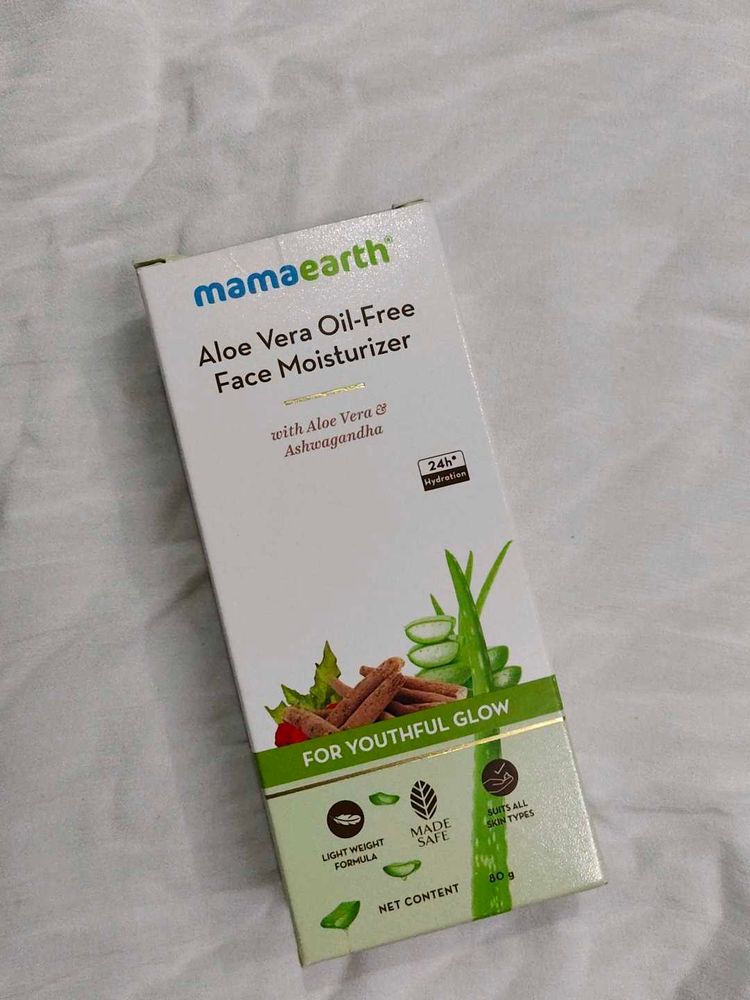 mamaearth®
Aloe Vera Oil-Free
Face Moisturizer
with Aloe Vera &
Ashwagandha
24h*
Hydration
FOR YOUTHFUL GLOW
LIGHT WEIGHT
FORMULA
MADE
SAFE
SUITS ALL
SKIN TYPES
NET CONTENT 80 g